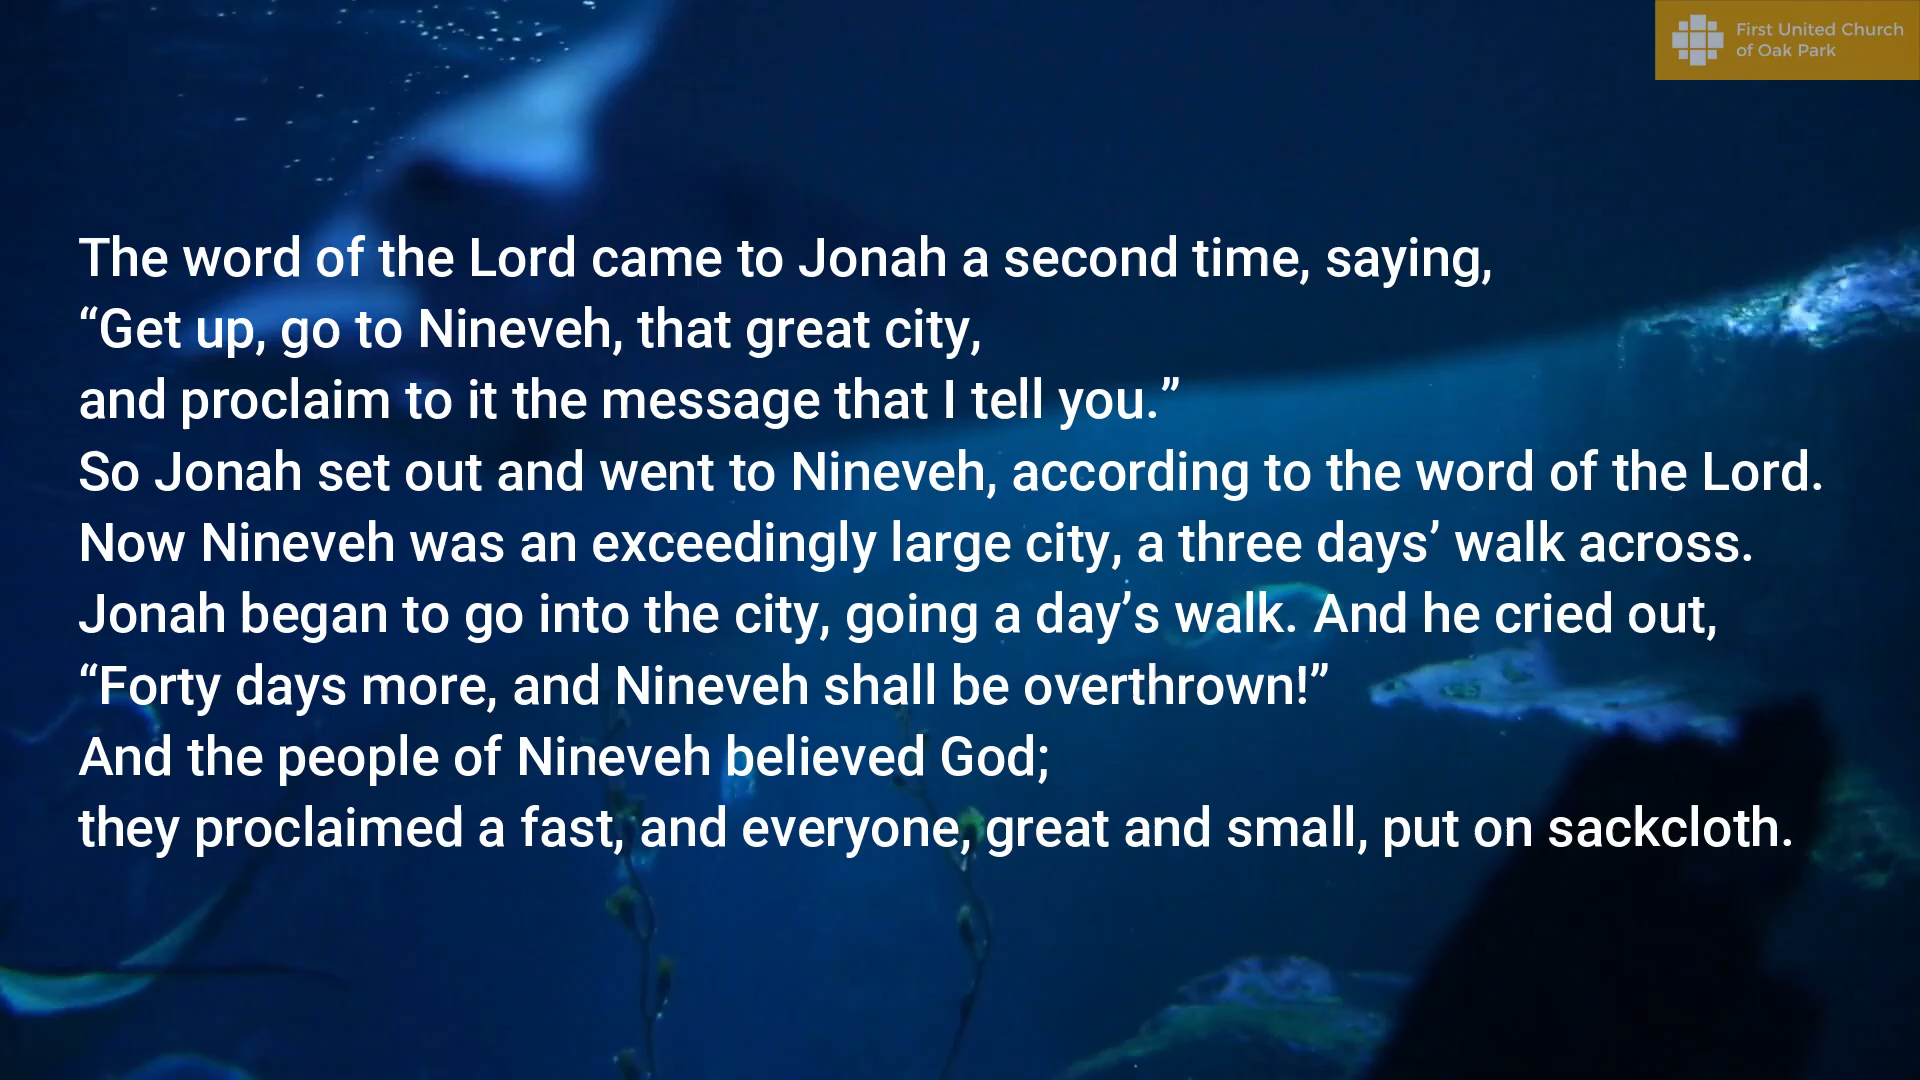 First United Church
of Oak Park
The word of the Lord came to Jonah a second time, saying,
“Get up, go to Nineveh, that great city,
and proclaim to it the message that I tell you.”
So Jonah set out and went to Nineveh, according to the word of the Lord.
Now Nineveh was an exceedingly large city, a three days’ walk across.
Jonah began to go into the city, going a day’s walk. And he cried out,
“Forty days more, and Nineveh shall be overthrown!”
And the people of Nineveh believed God;
they proclaimed a fast, and everyone, great and small, put on sackcloth.